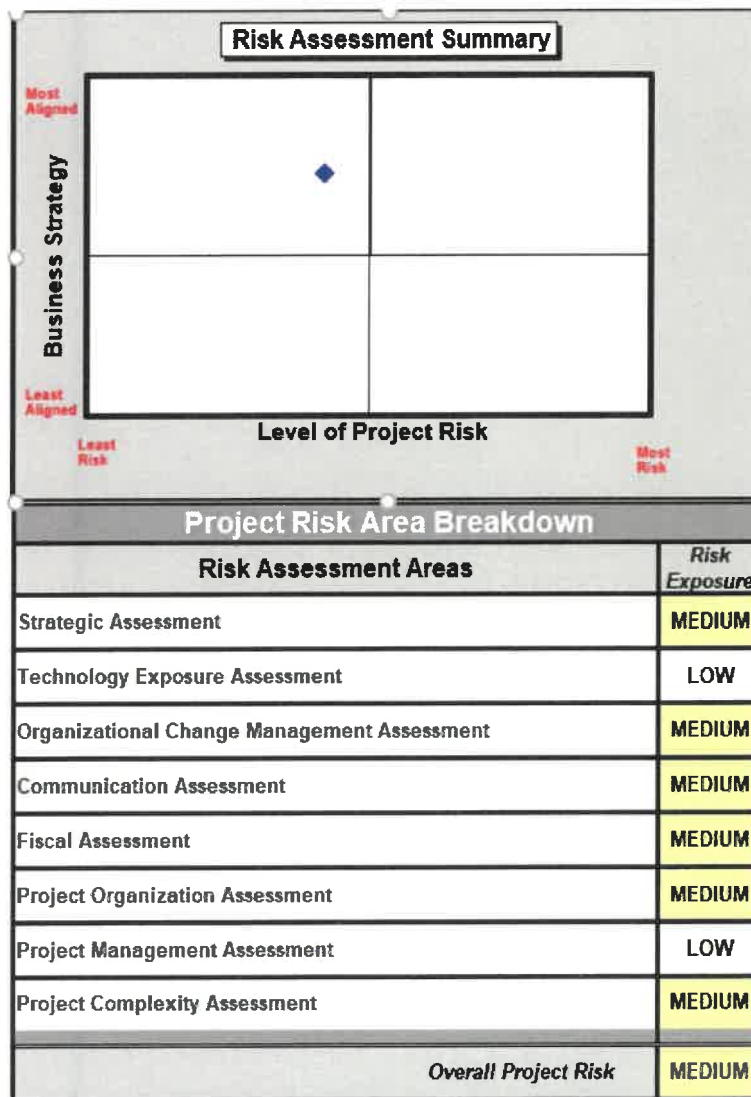 Risk Assessment Summary
Most
Aligned
Business Strategy
Least
Aligned
Level of Project Risk
Least
Risk
Most
Risk
Project Risk Area Breakdown
Risk Assessment Areas
Risk
Exposure
Strategic Assessment MEDIUM
Technology Exposure Assessment LOW
Organizational Change Management Assessment MEDIUM
Communication Assessment MEDIUM
Fiscal Assessment MEDIUM
Project Organization Assessment MEDIUM
Project Management Assessment LOW
Project Complexity Assessment MEDIUM
Overall Project Risk MEDIUM